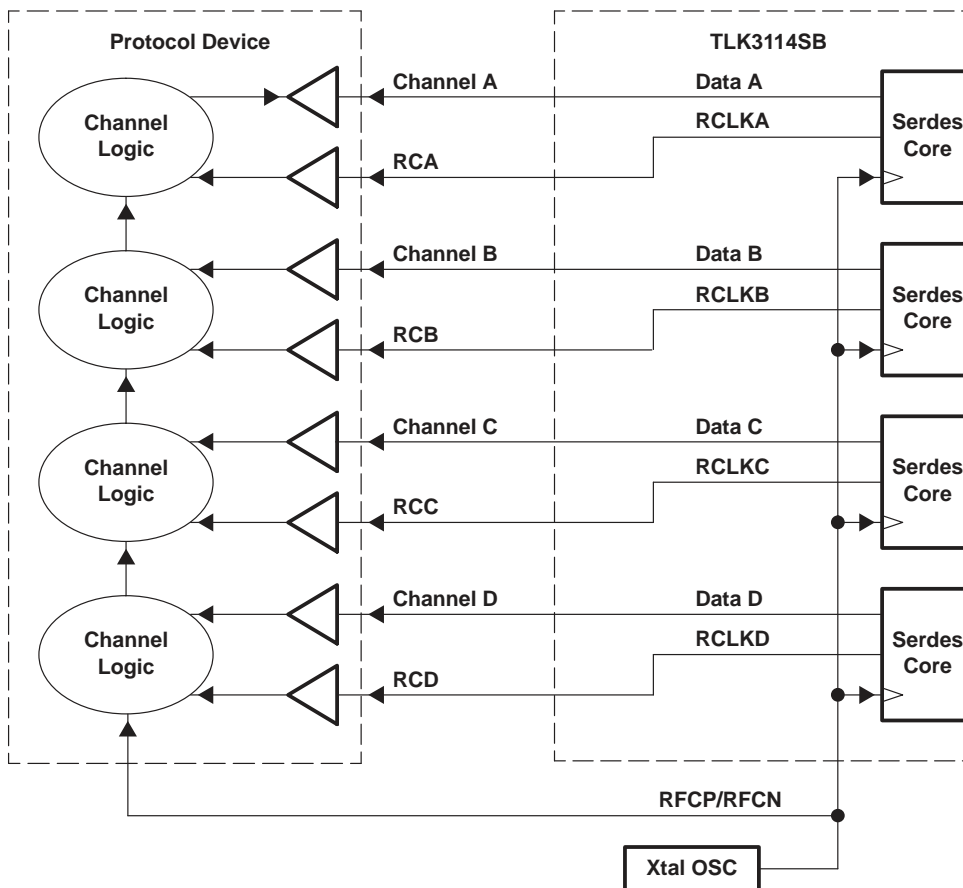 Protocol Device
TLK3114SB
Channel
Logic
Channel A
Data A
RCA
RCLKA
Serdes
Core
Channel
Logic
Channel B
Data B
RCB
RCLKB
Serdes
Core
Channel
Logic
Channel C
Data C
RCC
RCLKC
Serdes
Core
Channel
Logic
Channel D
Data D
RCD
RCLKD
Serdes
Core
RFCP/RFCN
Xtal OSC